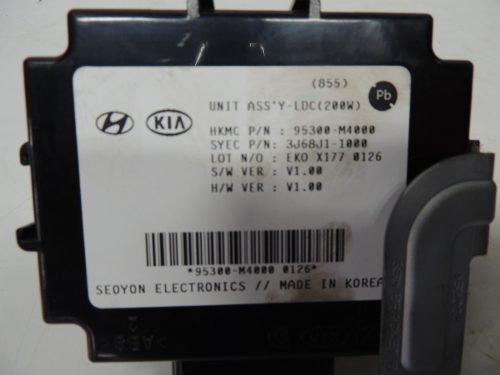 (855)
UNIT ASS'Y-LDC(200W)
Pb
KIA
HKMC P/N : 95300-M4000
SYEC P/N: 3J68J1-1000
LOT N/O : EKO X177 0126
S/W VER : V1.00
H/W VER : V1.00
*95300-M4000 0126*
SEOYON ELECTRONICS // MADE IN KOREA
KIA